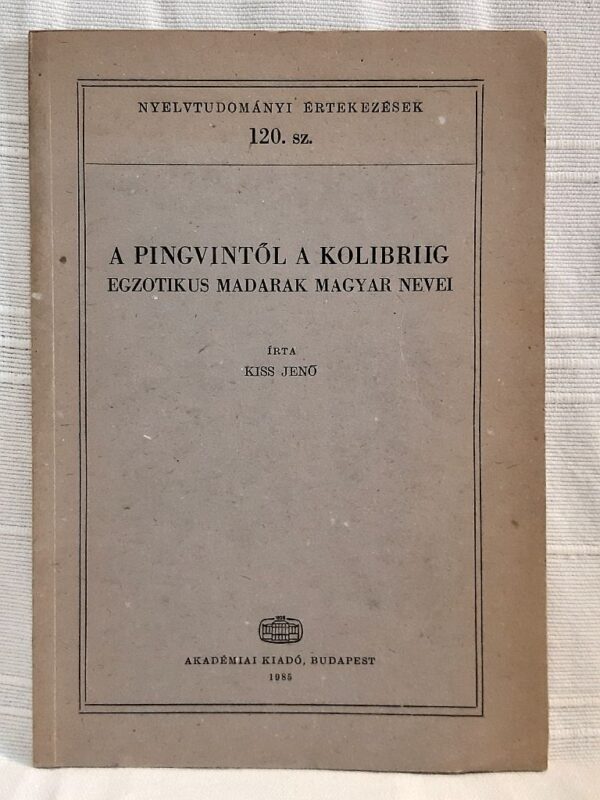 NYELVTUDOMÁNYI ÉRTEKEZÉSEK
120. sz.
A PINGVINTŐL A KOLIBRIIG
EGZOTIKUS MADARAK MAGYAR NEVEI
ÍRTA
KISS JENŐ
AKADÉMIAI KIADÓ, BUDAPEST
1985